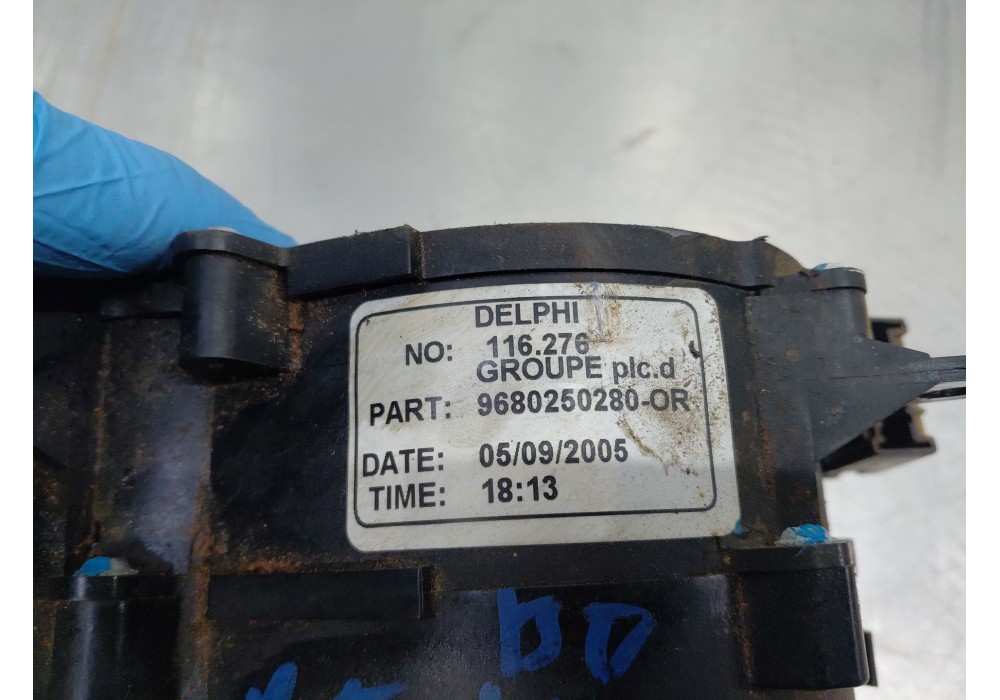 DELPHI
NO: 116.276
GROUPE plc.d
PART: 9680250280-OR
DATE: 05/09/2005
TIME: 18:13